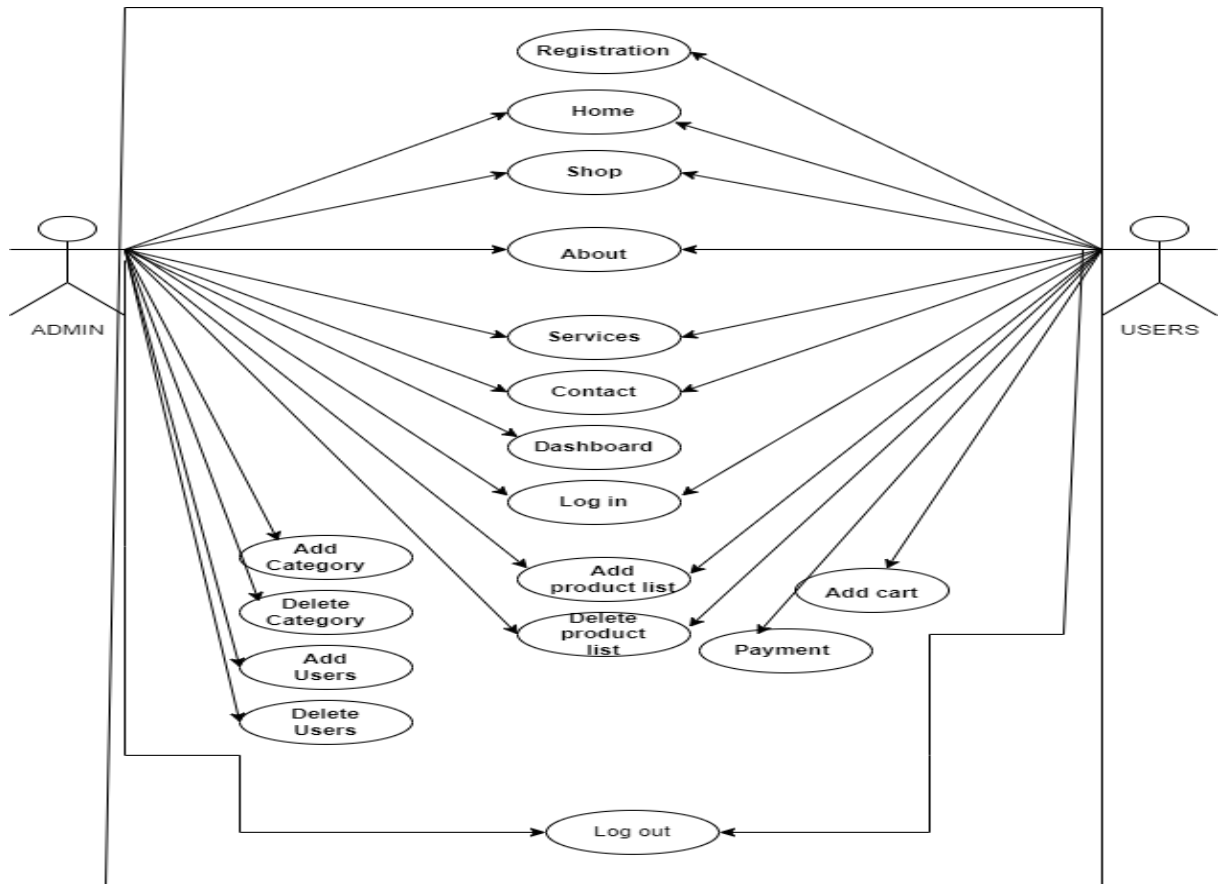 Registration
Home
Shop
About
ADMIN
USERS
Services
Contact
Dashboard
Log in
Add
Category
Add
product list
Add cart
Delete
Category
Delete
product
list
Payment
Add
Users
Delete
Users
Log out